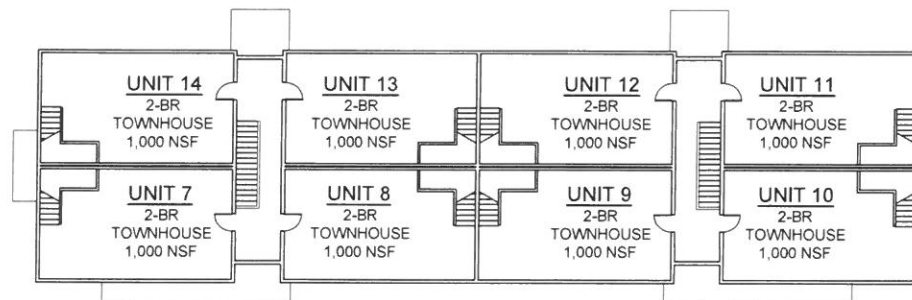 UNIT 14
2-BR
TOWNHOUSE
1,000 NSF
UNIT 13
2-BR
TOWNHOUSE
1,000 NSF
UNIT 12
2-BR
TOWNHOUSE
1,000 NSF
UNIT 11
2-BR
TOWNHOUSE
1,000 NSF
UNIT 7
2-BR
TOWNHOUSE
1,000 NSF
UNIT 8
2-BR
TOWNHOUSE
1,000 NSF
UNIT 9
2-BR
TOWNHOUSE
1,000 NSF
UNIT 10
2-BR
TOWNHOUSE
1,000 NSF